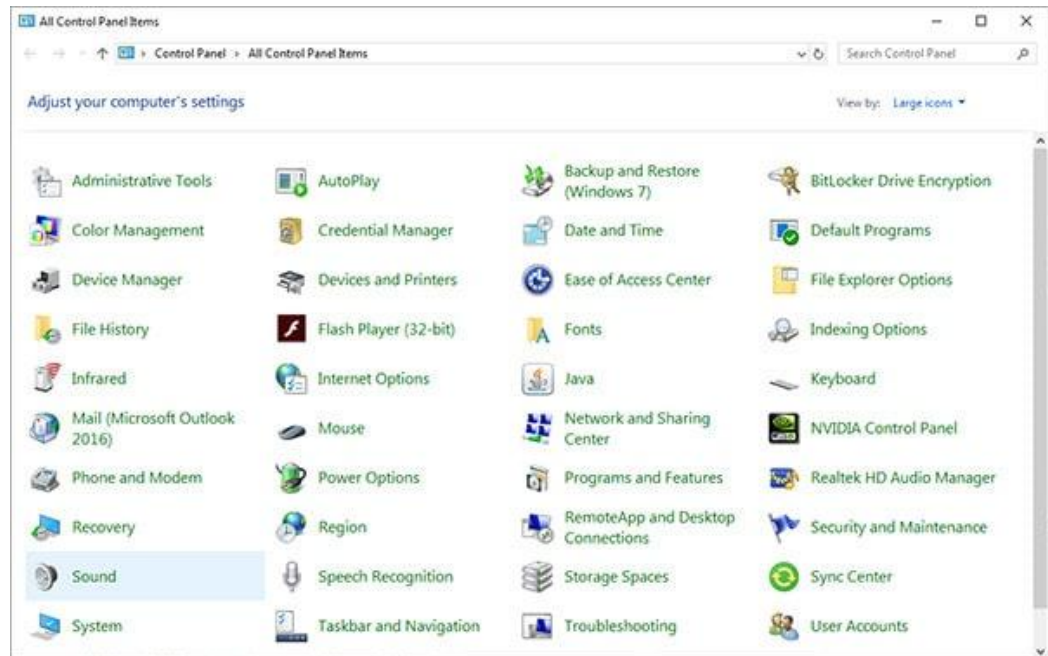 All Control Panel Items
Control Panel > All Control Panel Items
Search Control Panel
Adjust your computer's settings
View by: Large icons
Administrative Tools
AutoPlay
Backup and Restore
(Windows 7)
BitLocker Drive Encryption
Color Management
Credential Manager
Date and Time
Default Programs
Device Manager
Devices and Printers
Ease of Access Center
File Explorer Options
File History
Flash Player (32-bit)
Fonts
Indexing Options
Infrared
Internet Options
Java
Keyboard
Mail (Microsoft Outlook
2016)
Mouse
Network and Sharing
Center
NVIDIA Control Panel
Phone and Modem
Power Options
Programs and Features
Realtek HD Audio Manager
Recovery
Region
RemoteApp and Desktop
Connections
Security and Maintenance
Sound
Speech Recognition
Storage Spaces
Sync Center
System
Taskbar and Navigation
Troubleshooting
User Accounts